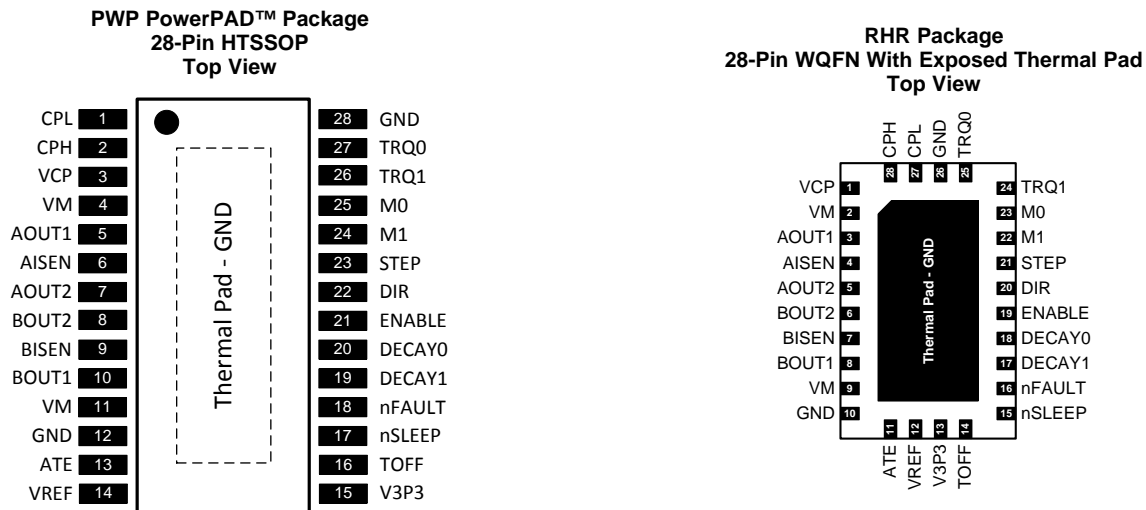 PWP PowerPAD™ Package
28-Pin HTSSOP
Top View
CPL 1
CPH 2
VCP 3
VM 4
AOUT1 5
AISEN 6
AOUT2 7
BOUT2 8
BISEN 9
BOUT1 10
VM 11
GND 12
ATE 13
VREF 14
Thermal Pad - GND
28 GND
27 TRQ0
26 TRQ1
25 M0
24 M1
23 STEP
22 DIR
21 ENABLE
20 DECAY0
19 DECAY1
18 nFAULT
17 nSLEEP
16 TOFF
15 V3P3
RHR Package
28-Pin WQFN With Exposed Thermal Pad
Top View
CPH 28
CPL 27
GND 26
TRQ0 25
VCP 1
VM 2
AOUT1 3
AISEN 4
AOUT2 5
BOUT2 6
BISEN 7
BOUT1 8
VM 9
GND 10
Thermal Pad - GND
24 TRQ1
23 M0
22 M1
21 STEP
20 DIR
19 ENABLE
18 DECAY0
17 DECAY1
16 nFAULT
15 nSLEEP
ATE 11
VREF 12
V3P3 13
TOFF 14